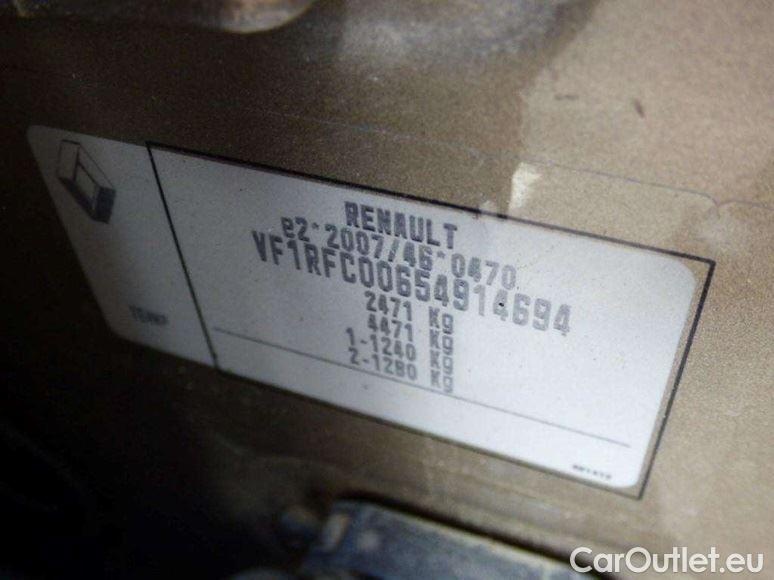 RENAULT
e2*2007/46*0470
VF1RFC00654914694
2471 Kg
4471 Kg
1-1240 Kg
2-1280 Kg
CarOutlet.eu